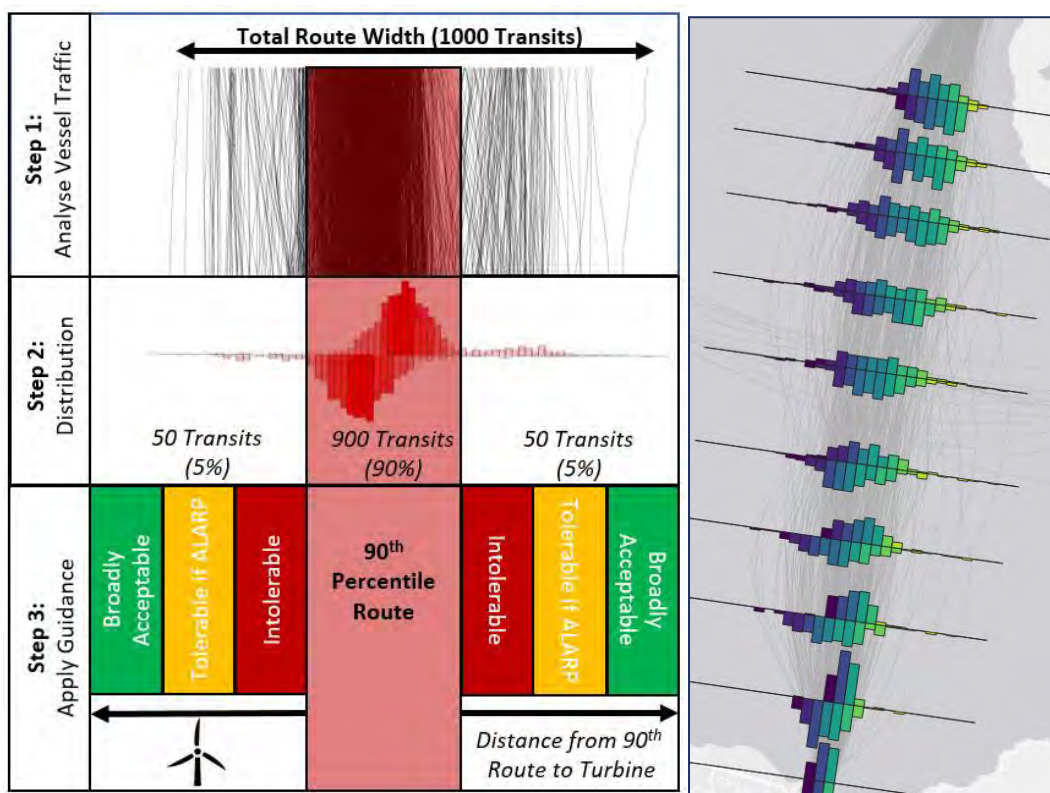 Total Route Width (1000 Transits)
Step 1:
Analyse Vessel Traffic
Step 2:
Distribution
50 Transits
(5%)
900 Transits
(90%)
50 Transits
(5%)
Step 3:
Apply Guidance
Broadly
Acceptable
Tolerable if ALARP
Intolerable
90th
Percentile
Route
Intolerable
Tolerable if ALARP
Broadly
Acceptable
Distance from 90th
Route to Turbine